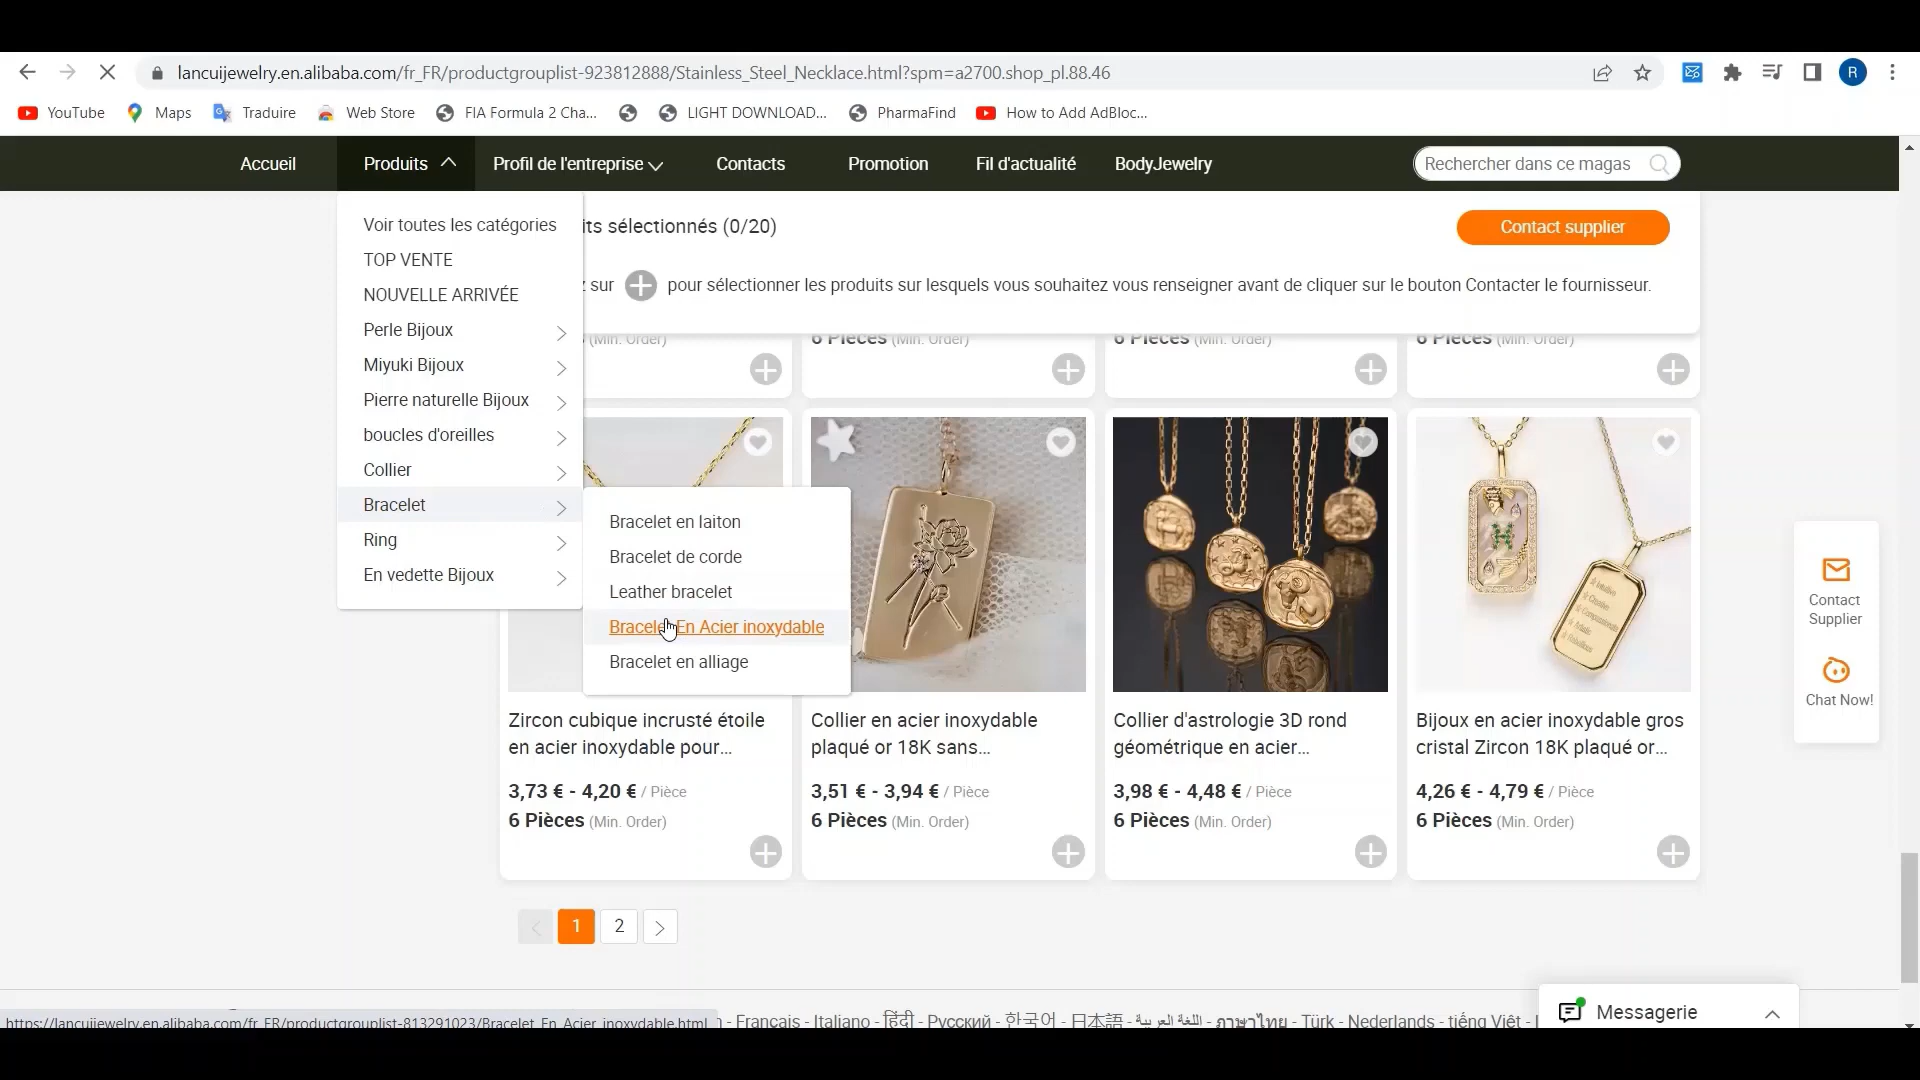 lancuijewelry.en.alibaba.com/fr_FR/productgrouplist-923812888/Stainless_Steel_Necklace.html?spm=a2700.shop_pl.88.46
R
YouTube Maps Traduire Web Store FIA Formula 2 Cha... LIGHT DOWNLOAD... PharmaFind How to Add AdBloc...
Accueil Produits Profil de l'entreprise Contacts Promotion Fil d'actualité BodyJewelry Rechercher dans ce magas
Voir toutes les catégories
TOP VENTE
NOUVELLE ARRIVÉE
Perle Bijoux
Miyuki Bijoux
Pierre naturelle Bijoux
boucles d'oreilles
Collier
Bracelet
Ring
En vedette Bijoux
its sélectionnés (0/20)
Contact supplier
sur pour sélectionner les produits sur lesquels vous souhaitez vous renseigner avant de cliquer sur le bouton Contacter le fournisseur.
(Min. Order) 6 Pièces (Min. Order) 6 Pièces (Min. Order) 6 Pièces (Min. Order)
Bracelet en laiton
Bracelet de corde
Leather bracelet
Bracelet En Acier inoxydable
Bracelet en alliage
H
Zircon cubique incrusté étoile
en acier inoxydable pour...
3,73 € - 4,20 € / Pièce
6 Pièces (Min. Order)
Collier en acier inoxydable
plaqué or 18K sans...
3,51 € - 3,94 € / Pièce
6 Pièces (Min. Order)
Collier d'astrologie 3D rond
géométrique en acier...
3,98 € - 4,48 € / Pièce
6 Pièces (Min. Order)
Bijoux en acier inoxydable gros
cristal Zircon 18K plaqué or...
4,26 € - 4,79 € / Pièce
6 Pièces (Min. Order)
Contact
Supplier
Chat Now!
1 2
https://lancuijewelry.en.alibaba.com/fr_FR/productgrouplist-813291023/Bracelet_En_Acier_inoxydable.html
- Français - Italiano - हिंदी - Русский - 한국어 - 日本語 - اللغة العربية - ภาษาไทย - Türk - Nederlands - tiếng Việt -
Messagerie